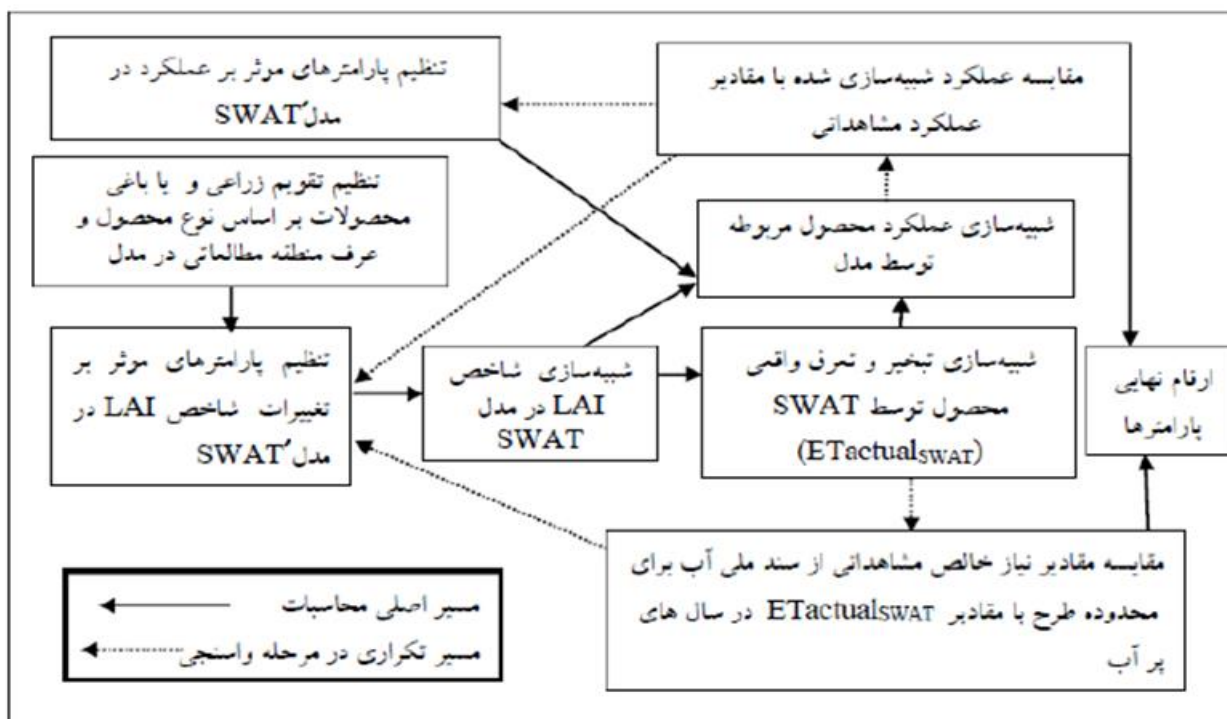 تنظیم پارامترهای موثر بر عملکرد در
مدل SWAT
مقایسه عملکرد شبیه‌سازی شده با مقادیر
عملکرد مشاهداتی
تنظیم تقویم زراعی و یا باغی
محصولات بر اساس نوع محصول و
عرف منطقه مطالعاتی در مدل
شبیه‌سازی عملکرد محصول مربوطه
توسط مدل
تنظیم پارامترهای موثر بر
تغییرات شاخص LAI در
مدل SWAT
شبیه‌سازی شاخص
LAI در مدل
SWAT
شبیه‌سازی تبخیر و تعرق واقعی
محصول توسط SWAT
(ETactualSWAT)
ارقام نهایی
پارامترها
مقایسه مقادیر نیاز خالص مشاهداتی از سند ملی آب برای
محدوده طرح با مقادیر ETactualSWAT در سال های
پر آب
مسیر اصلی محاسبات
مسیر تکراری در مرحله واسنجی